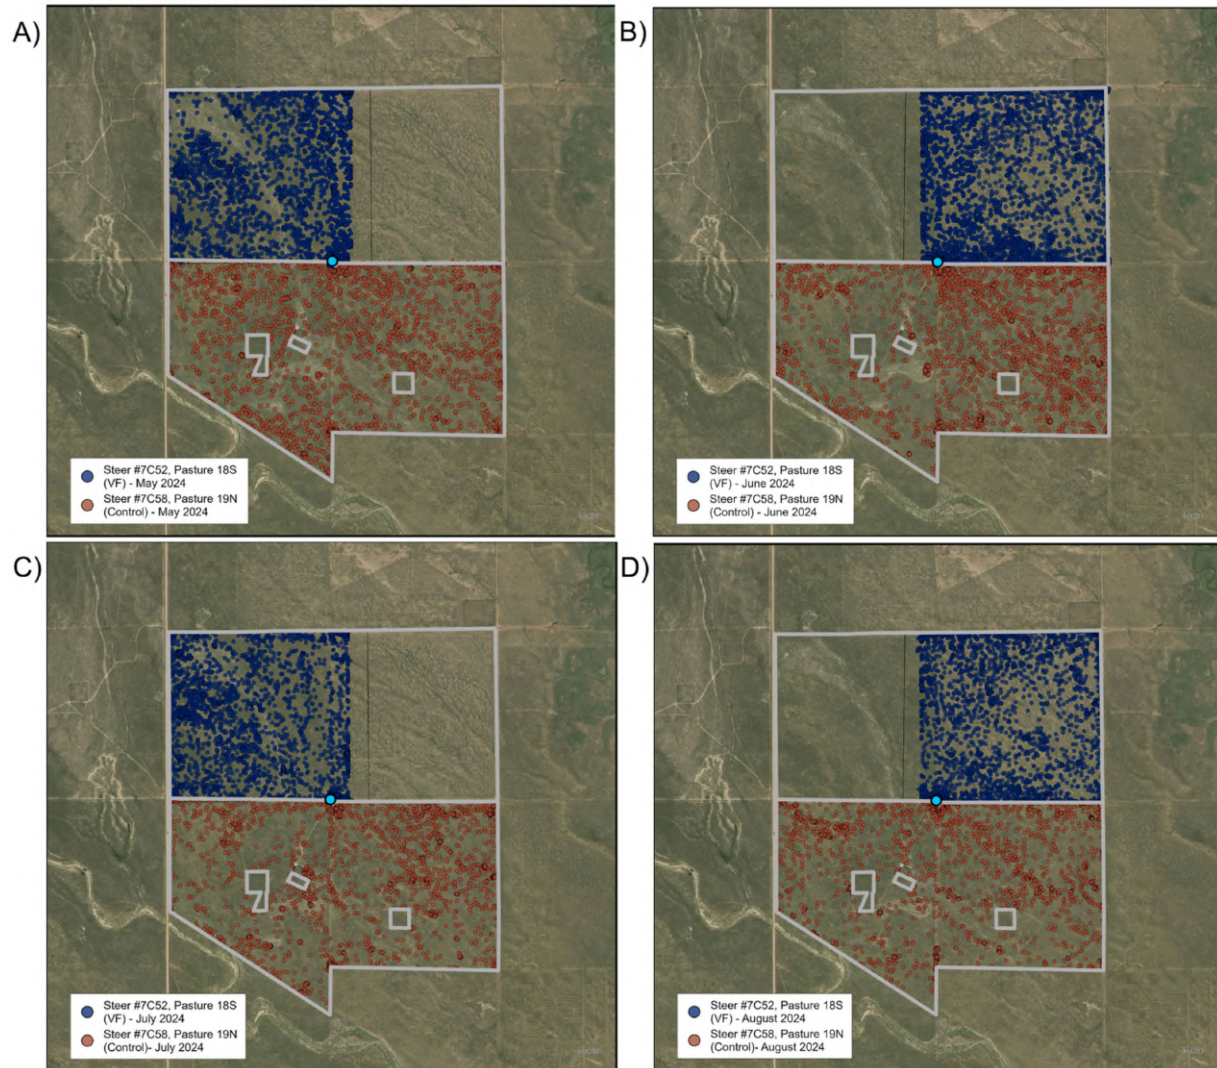 A)
B)
Steer #7C52, Pasture 18S
(VF) - May 2024
Steer #7C58, Pasture 19N
(Control) - May 2024
Steer #7C52, Pasture 18S
(VF) - June 2024
Steer #7C58, Pasture 19N
(Control) - June 2024
C)
D)
Steer #7C52, Pasture 18S
(VF) - July 2024
Steer #7C58, Pasture 19N
(Control)- July 2024
Steer #7C52, Pasture 18S
(VF) - August 2024
Steer #7C58, Pasture 19N
(Control)- August 2024